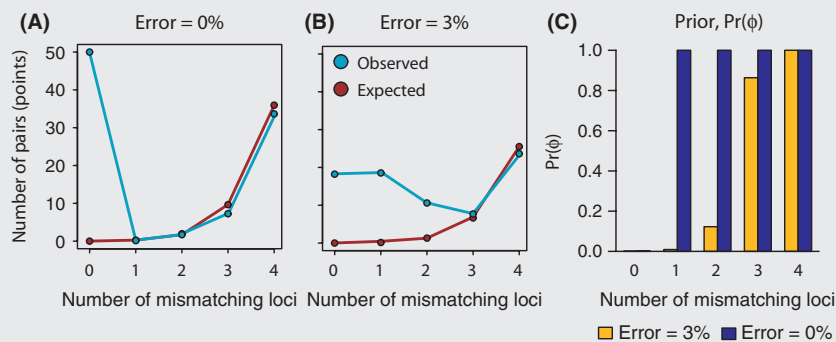 (A)
Error = 0%
Number of pairs (points)
50
40
30
20
10
0
0 1 2 3 4
Number of mismatching loci
(B)
Error = 3%
Observed
Expected
0 1 2 3 4
Number of mismatching loci
(C)
Prior, Pr(ϕ)
Pr(ϕ)
1.0
0.8
0.6
0.4
0.2
0.0
0 1 2 3 4
Number of mismatching loci
Error = 3% Error = 0%